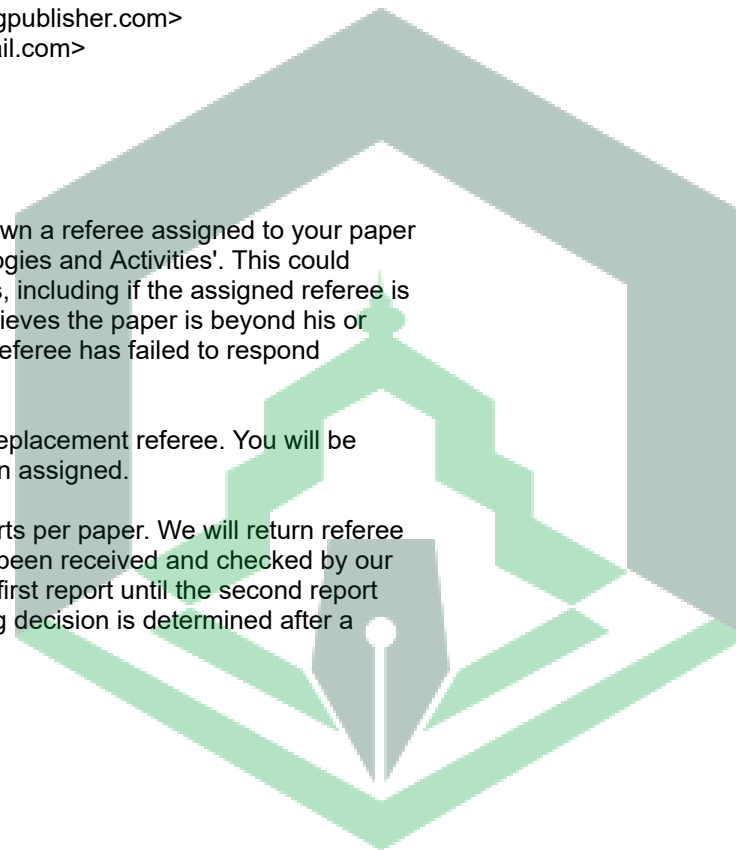 gpublisher.com>
ail.com>
wn a referee assigned to your paper
ogies and Activities'. This could
s, including if the assigned referee is
ieves the paper is beyond his or
referee has failed to respond
eplacement referee. You will be
n assigned.
rts per paper. We will return referee
been received and checked by our
first report until the second report
g decision is determined after a